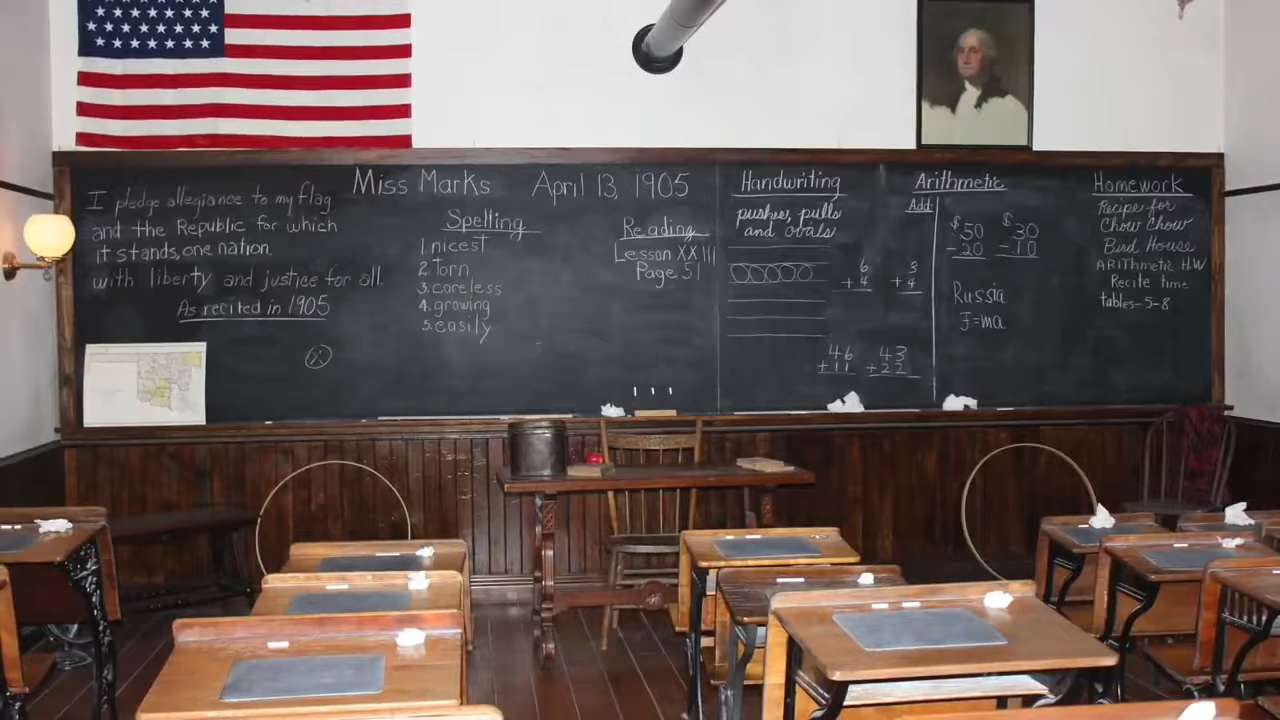 I pledge allegiance to my flag
and the Republic for which
it stands, one nation,
with liberty and justice for all.
As recited in 1905
Miss Marks April 13, 1905
Spelling
1. nicest
2. Torn
3. careless
4. growing
5. easily
Reading
Lesson XXIII
Page 51
Handwriting
pushes, pulls
and ovals
Arithmetic
Add:
6
+ 4
3
+ 4
46
+11
43
+22
$50
-20
$30
-10
Russia
F=ma
Homework
Recipe for
Chow Chow
Bird House
ARIThmetic H.W
Recite time
tables-5-8